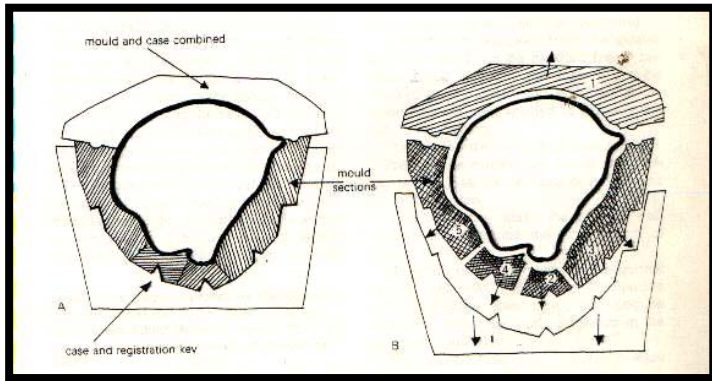 mould and case combined
mould
sections
A
case and registration key
1
5
4
2
3
B